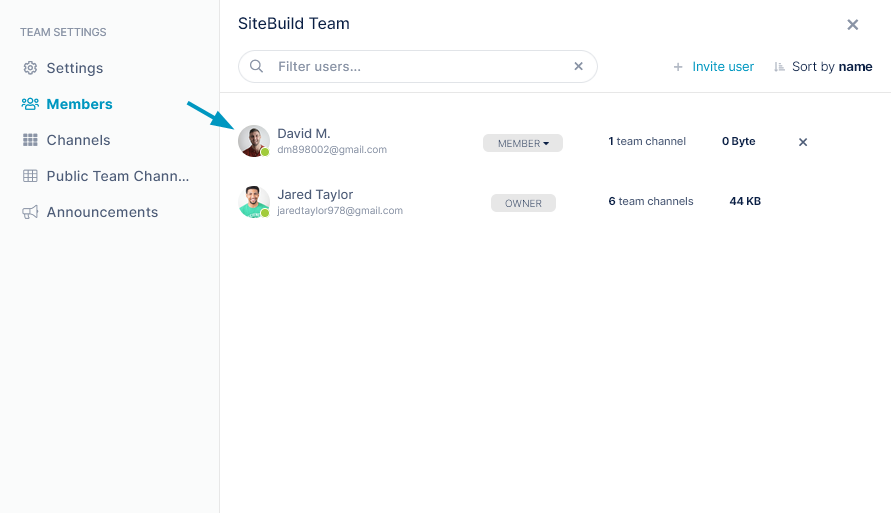 TEAM SETTINGS
Settings
Members
Channels
Public Team Chann...
Announcements
SiteBuild Team
Filter users...
Invite user
Sort by name
David M.
dm898002@gmail.com
MEMBER
1 team channel
0 Byte
Jared Taylor
jaredtaylor978@gmail.com
OWNER
6 team channels
44 KB